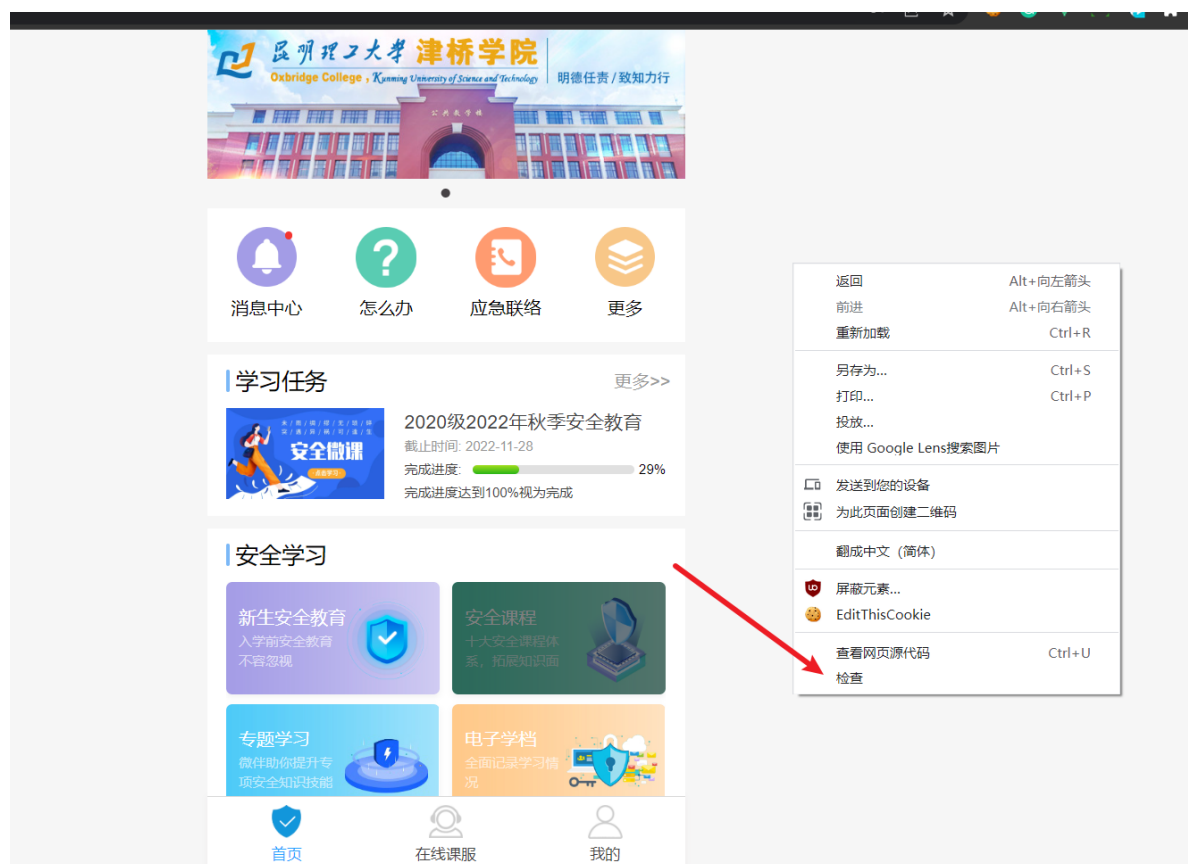 昆明理工大学 津桥学院
Oxbridge College , Kunming University of Science and Technology
明德任责/致知力行
公共教学楼
消息中心
怎么办
应急联络
更多
学习任务
更多>>
安全微课
点击学习
2020级2022年秋季安全教育
截止时间: 2022-11-28
完成进度:
29%
完成进度达到100%视为完成
安全学习
新生安全教育
入学前安全教育
不容忽视
安全课程
十大安全课程体
系，拓展知识面
专题学习
微伴助你提升专
项安全知识技能
电子学档
全面记录学习情
况
首页
在线课服
我的
返回 Alt+向左箭头
前进 Alt+向右箭头
重新加载 Ctrl+R
另存为... Ctrl+S
打印... Ctrl+P
投放...
使用 Google Lens搜索图片
发送到您的设备
为此页面创建二维码
翻成中文（简体）
屏蔽元素...
EditThisCookie
查看网页源代码 Ctrl+U
检查